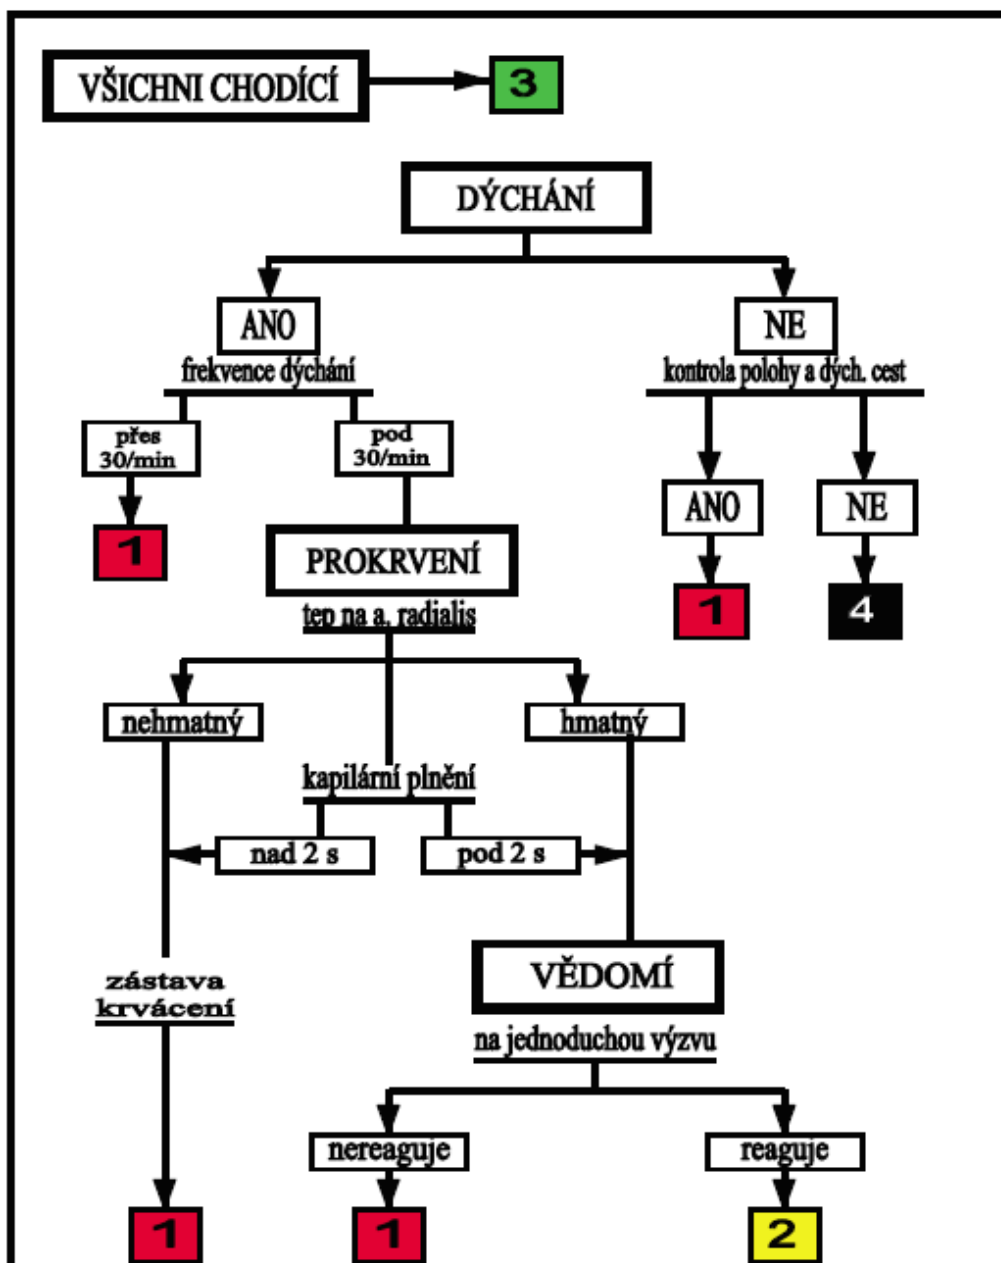 VŠICHNI CHODÍCÍ
3
DÝCHÁNÍ
ANO
NE
frekvence dýchání
kontrola polohy a dých. cest
přes
30/min
pod
30/min
ANO
NE
1
PROKRVENÍ
1
4
tep na a. radialis
nehmatný
hmatný
kapilární plnění
nad 2 s
pod 2 s
VĚDOMÍ
zástava
krvácení
na jednoduchou výzvu
nereaguje
reaguje
1
1
2